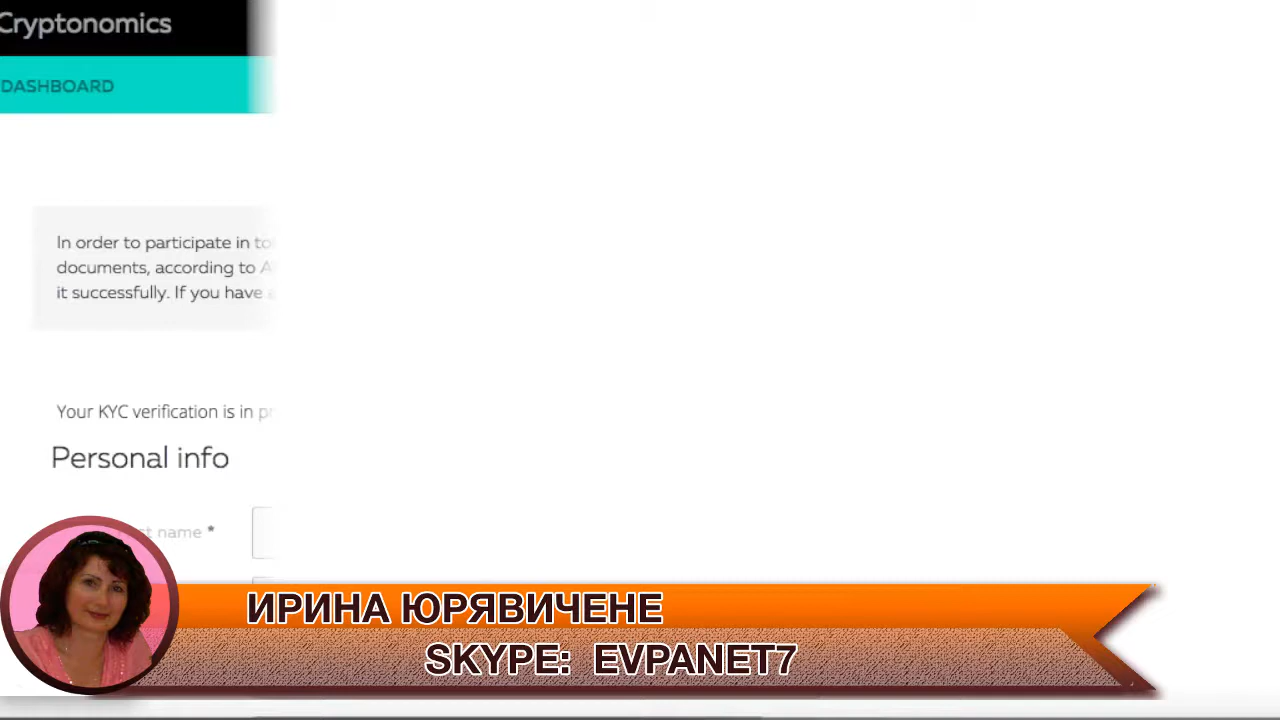 Cryptonomics
DASHBOARD
In order to participate in
documents, according to
it successfully. If you have
Your KYC verification is in
Personal info
name *
ИРИНА ЮРЯВИЧЕНЕ
SKYPE: EVPANET7